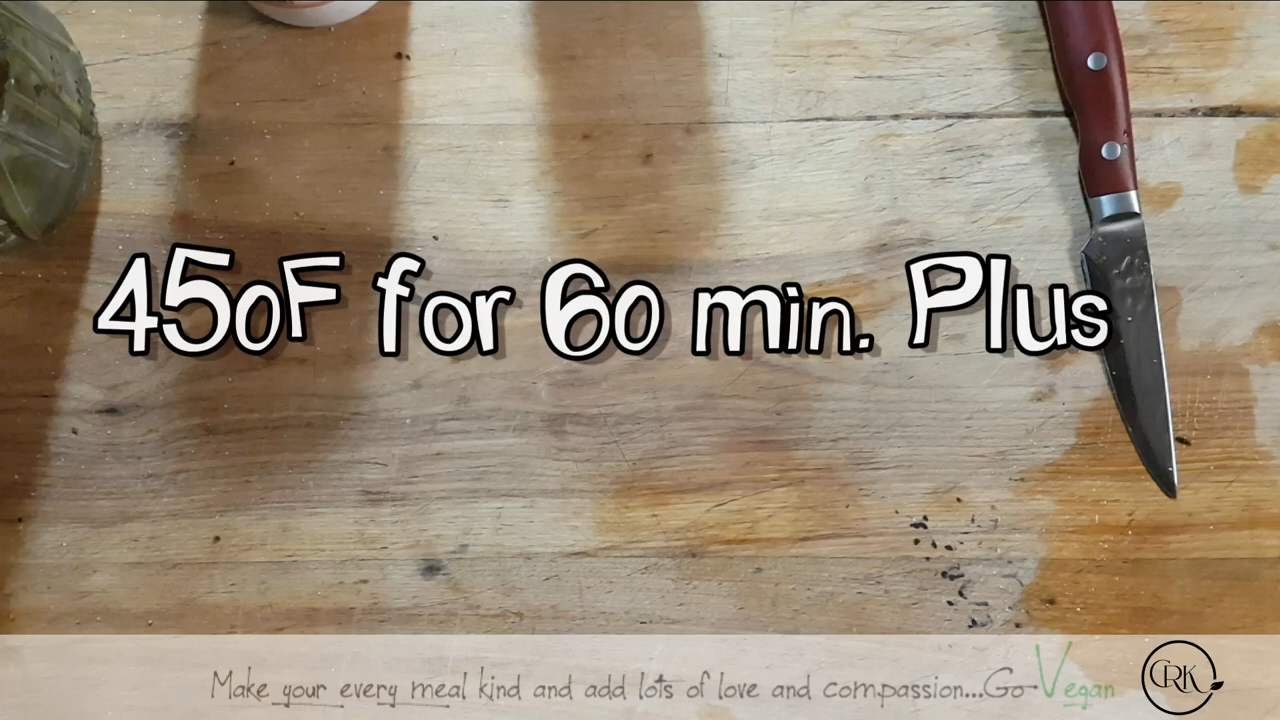 450F for 60 min. Plus
Make your every meal kind and add lots of love and compassion...Go Vegan
CRK